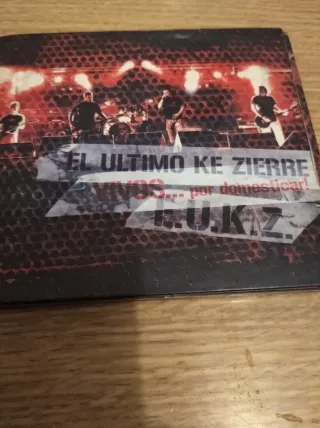 EL ULTIMO KE ZIERRE
VIVOS... por domesticar!
E.U.K.Z.